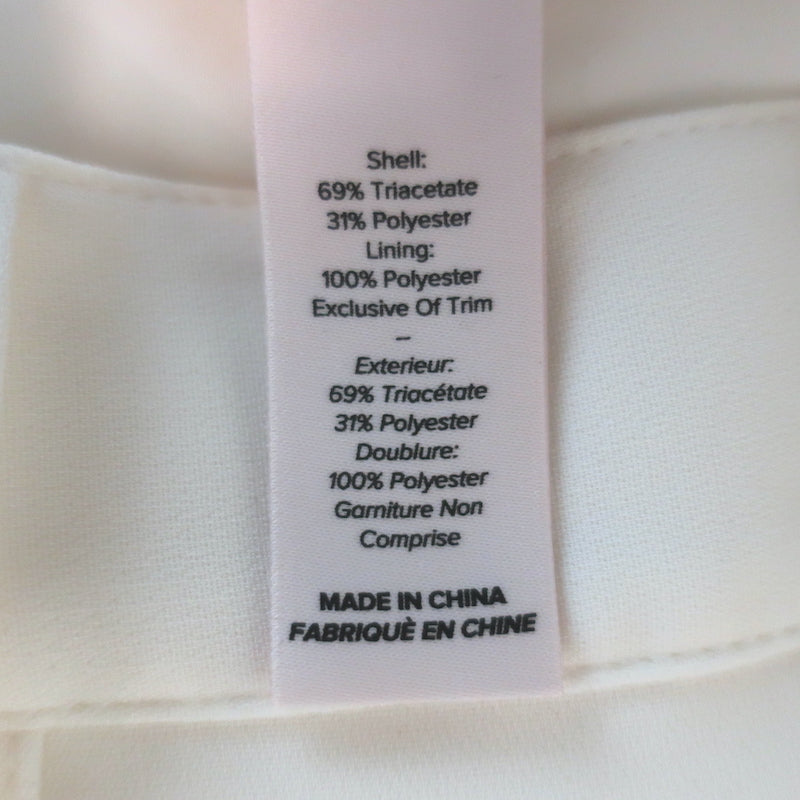 Shell:
69% Triacetate
31% Polyester
Lining:
100% Polyester
Exclusive Of Trim
–
Exterieur:
69% Triacétate
31% Polyester
Doublure:
100% Polyester
Garniture Non
Comprise
MADE IN CHINA
FABRIQUÈ EN CHINE